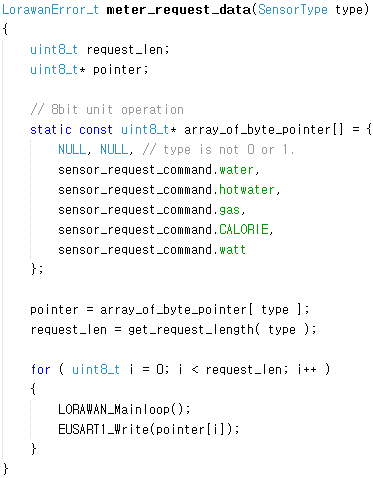 LorawanError_t meter_request_data(SensorType type)
{
    uint8_t request_len;
    uint8_t* pointer;

    // 8bit unit operation
    static const uint8_t* array_of_byte_pointer[] = {
        NULL, NULL, // type is not 0 or 1.
        sensor_request_command.water,
        sensor_request_command.hotwater,
        sensor_request_command.gas,
        sensor_request_command.CALORIE,
        sensor_request_command.watt
    };

    pointer = array_of_byte_pointer[ type ];
    request_len = get_request_length( type );

    for ( uint8_t i = 0; i < request_len; i++ )
    {
        LORAWAN_Mainloop();
        EUSART1_Write(pointer[i]);
    }
}